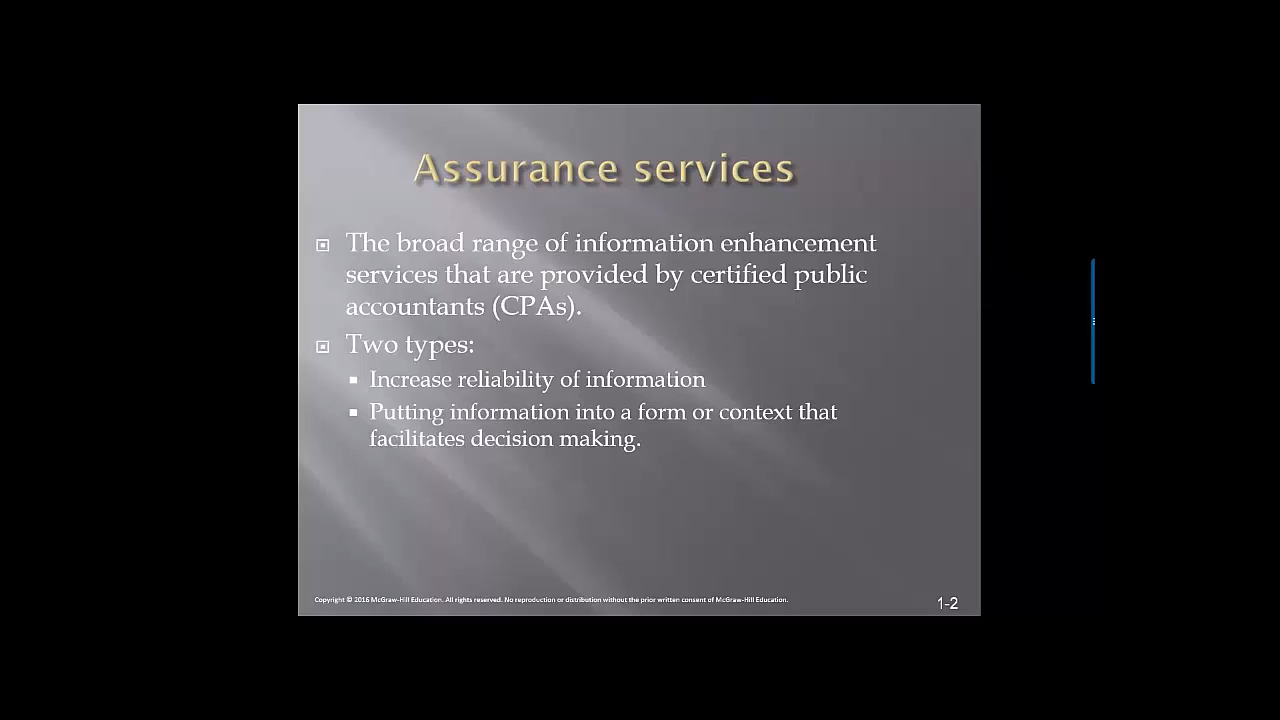 Assurance services
The broad range of information enhancement
services that are provided by certified public
accountants (CPAs).
Two types:
Increase reliability of information
Putting information into a form or context that
facilitates decision making.
Copyright © 2016 McGraw-Hill Education. All rights reserved. No reproduction or distribution without the prior written consent of McGraw-Hill Education.
1-2